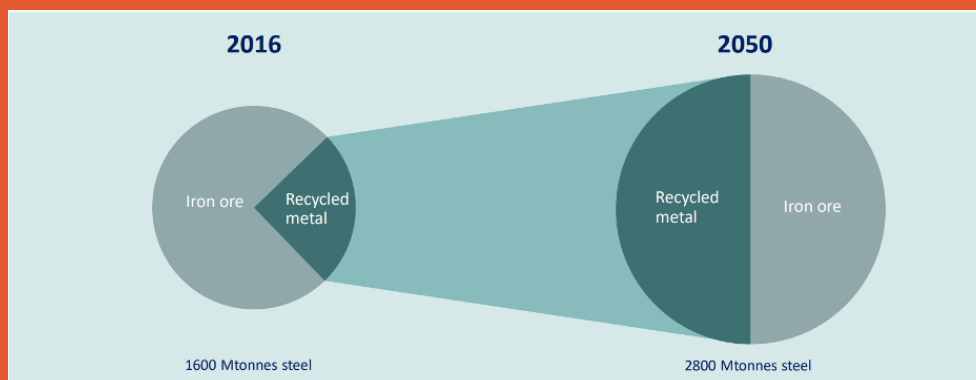 2016
2050
Iron ore
Recycled
metal
Recycled
metal
Iron ore
1600 Mtonnes steel
2800 Mtonnes steel